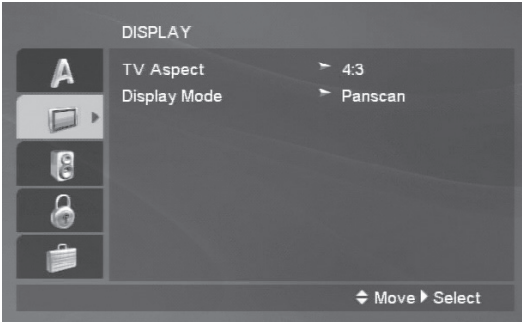 DISPLAY
TV Aspect 4:3
Display Mode Panscan
Move Select